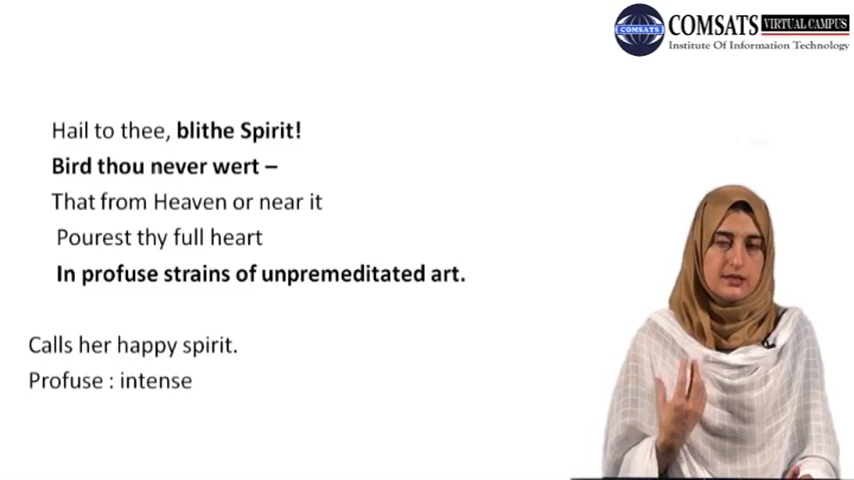 COMSATS VIRTUAL CAMPUS
Institute Of Information Technology
COMSATS
Hail to thee, blithe Spirit!
Bird thou never wert –
That from Heaven or near it
Pourest thy full heart
In profuse strains of unpremeditated art.
Calls her happy spirit.
Profuse : intense